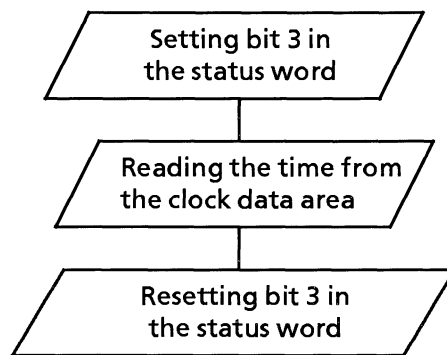 Setting bit 3 in
the status word
Reading the time from
the clock data area
Resetting bit 3 in
the status word